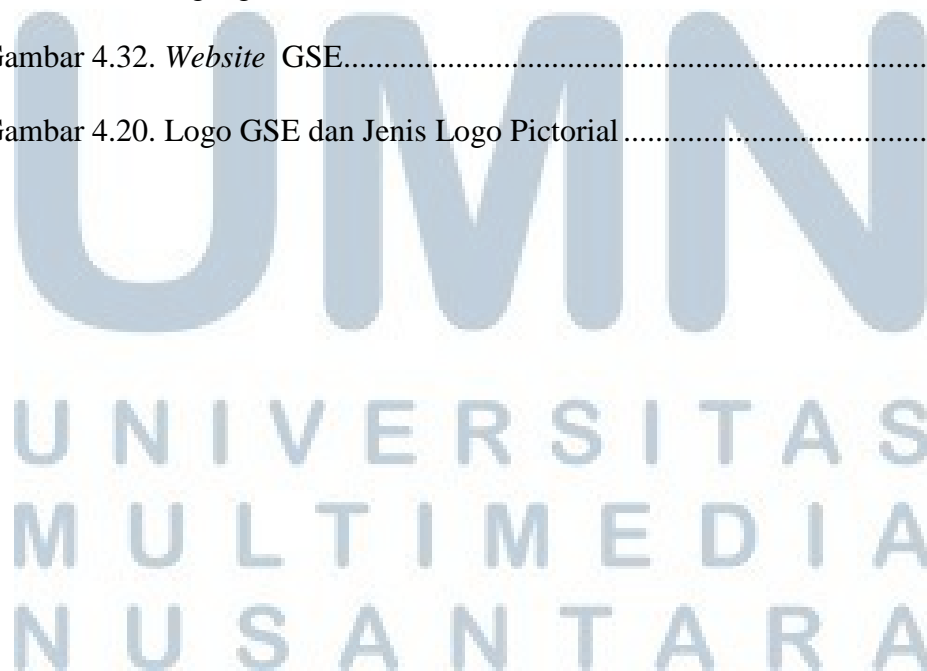 Gambar 4.32. Website GSE
Gambar 4.20. Logo GSE dan Jenis Logo Pictorial
UMN
UNIVERSITAS
MULTIMEDIA
NUSANTARA